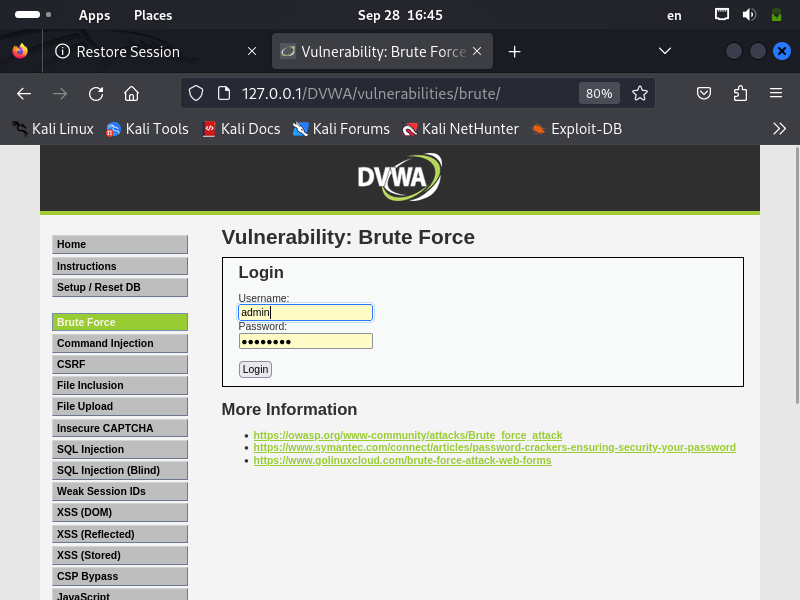 Apps Places Sep 28 16:45 en
Restore Session Vulnerability: Brute Force
127.0.0.1/DVWA/vulnerabilities/brute/ 80%
Kali Linux Kali Tools Kali Docs Kali Forums Kali NetHunter Exploit-DB
DVWA
Home
Instructions
Setup / Reset DB
Brute Force
Command Injection
CSRF
File Inclusion
File Upload
Insecure CAPTCHA
SQL Injection
SQL Injection (Blind)
Weak Session IDs
XSS (DOM)
XSS (Reflected)
XSS (Stored)
CSP Bypass
JavaScript
Vulnerability: Brute Force
Login
Username:
admin
Password:
••••••••
Login
More Information
• https://owasp.org/www-community/attacks/Brute_force_attack
• https://www.symantec.com/connect/articles/password-crackers-ensuring-security-your-password
• https://www.golinuxcloud.com/brute-force-attack-web-forms